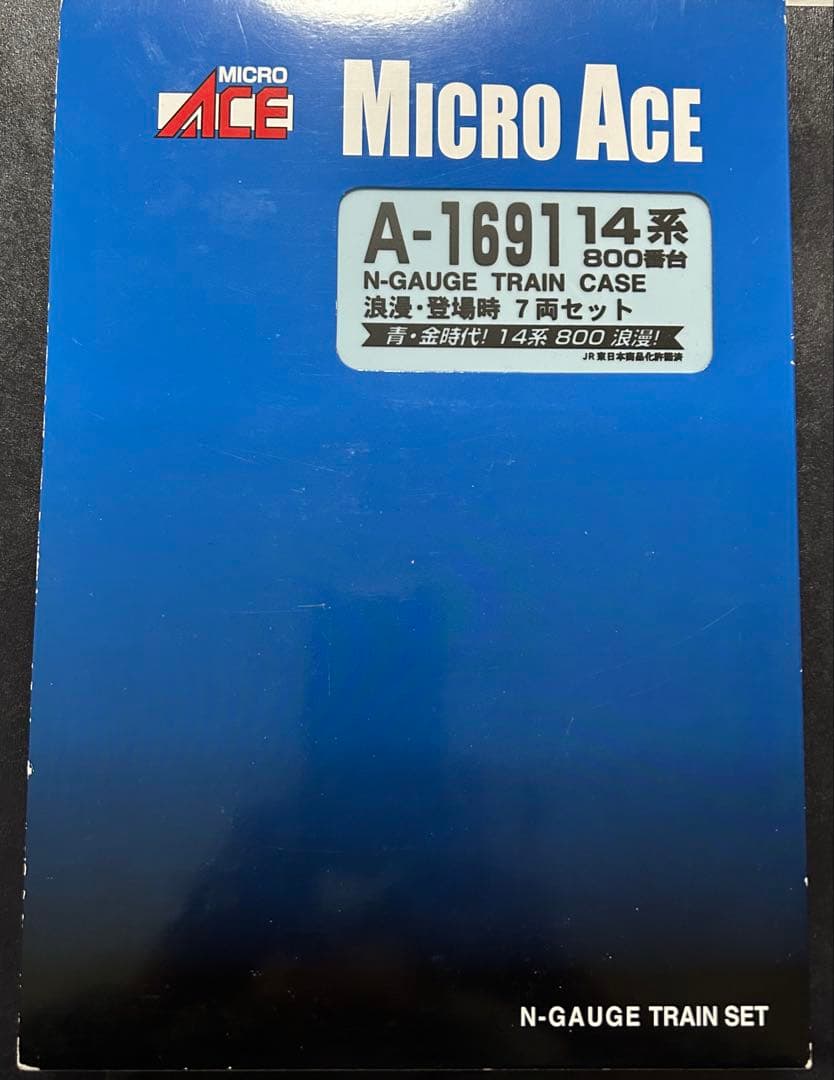 MICRO
ACE
MICRO ACE
A-1691 14系
800番台
N-GAUGE TRAIN CASE
浪漫・登場時 7両セット
青・金時代! 14系 800 浪漫!
JR東日本商品化許諾済
N-GAUGE TRAIN SET